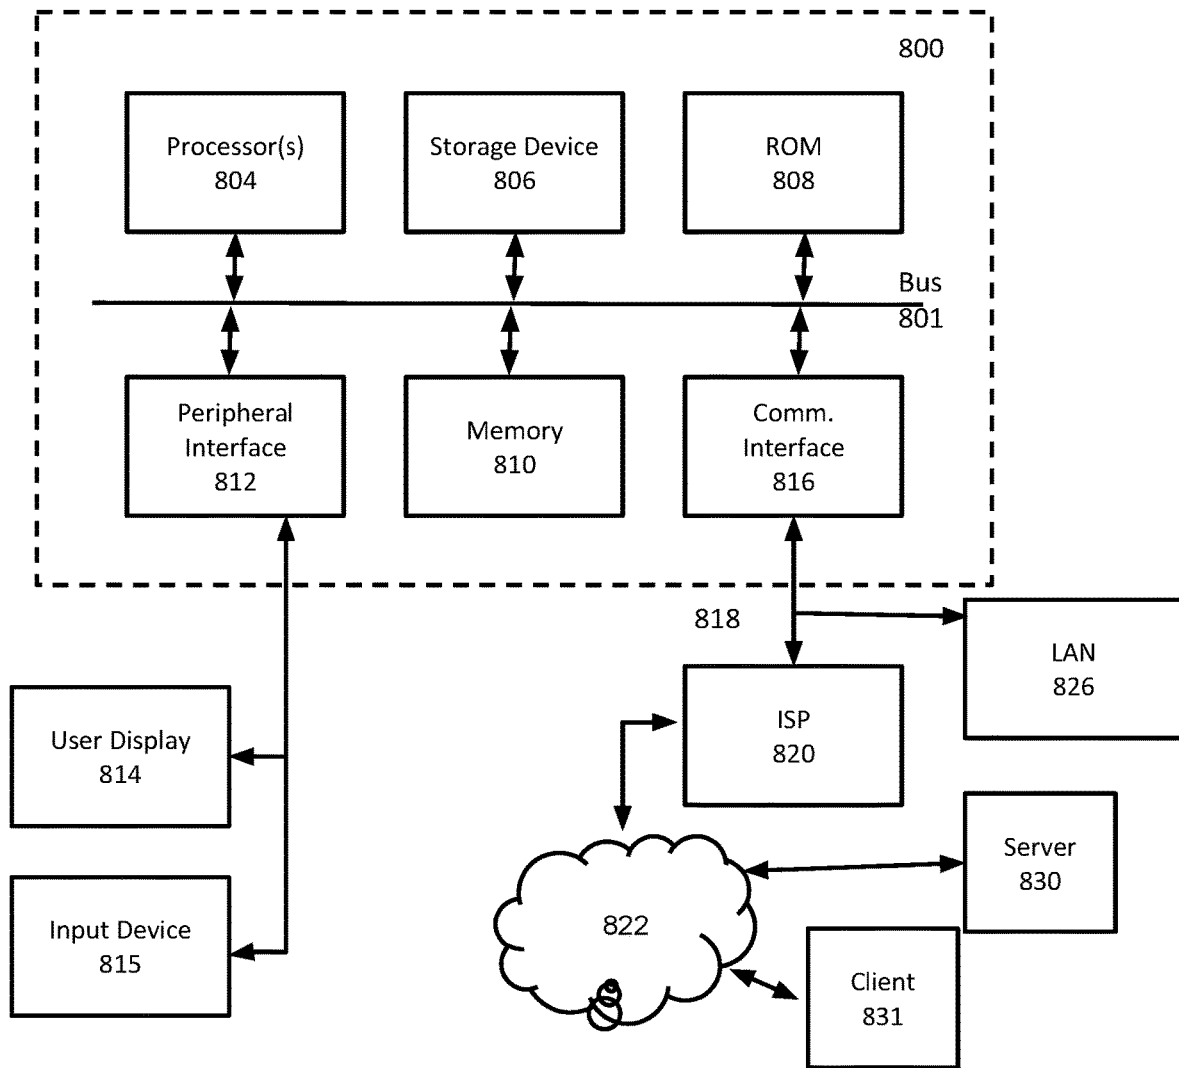 800
Processor(s)
804
Storage Device
806
ROM
808
Bus
801
Peripheral
Interface
812
Memory
810
Comm.
Interface
816
818
LAN
826
User Display
814
ISP
820
Server
830
Input Device
815
822
Client
831